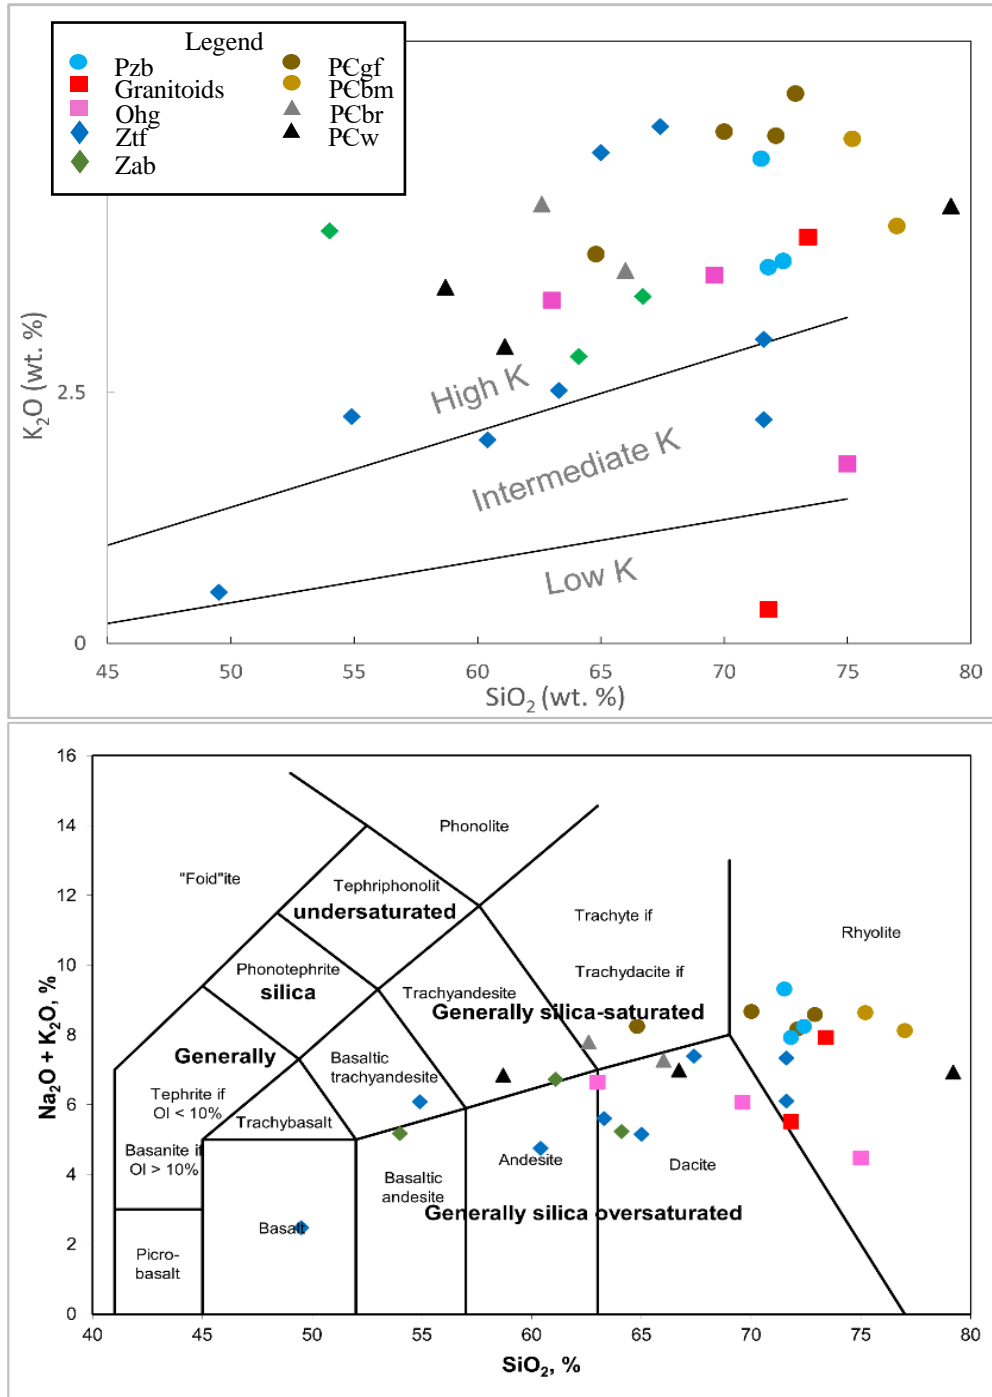 Legend
Pzb
Granitoids
Ohg
Ztf
Zab
PЄgf
PЄbm
PЄbr
PЄw
K₂O (wt. %)
2.5
0
High K
Intermediate K
Low K
45 50 55 60 65 70 75 80
SiO₂ (wt. %)
Na₂O + K₂O, %
16
14
12
10
8
6
4
2
0
Phonolite
"Foid"ite
Tephriphonolit
undersaturated
Trachyte if
Rhyolite
Phonotephrite
silica
Trachydacite if
Trachyandesite
Generally silica-saturated
Generally
Basaltic
trachyandesite
Tephrite if
Ol < 10%
Trachybasalt
Basanite if
Ol > 10%
Basaltic
andesite
Andesite
Dacite
Generally silica oversaturated
Basalt
Picro-
basalt
40 45 50 55 60 65 70 75 80
SiO₂, %